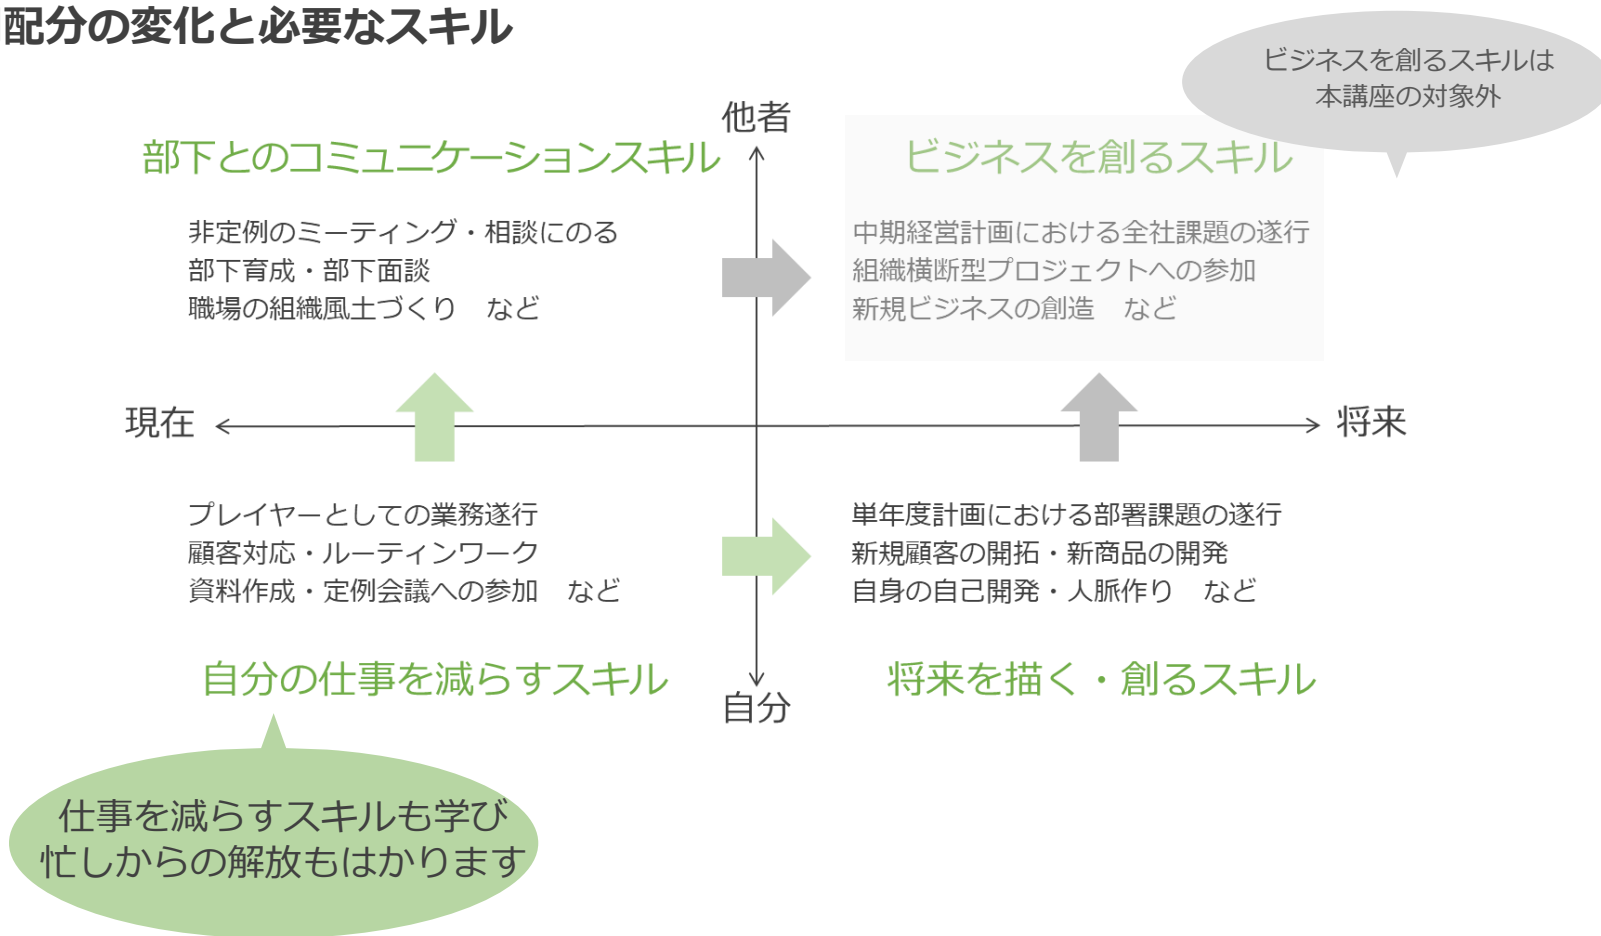 配分の変化と必要なスキル
ビジネスを創るスキルは
本講座の対象外
他者
部下とのコミュニケーションスキル
非定例のミーティング・相談にのる
部下育成・部下面談
職場の組織風土づくり　など
ビジネスを創るスキル
中期経営計画における全社課題の遂行
組織横断型プロジェクトへの参加
新規ビジネスの創造　など
現在
将来
プレイヤーとしての業務遂行
顧客対応・ルーティンワーク
資料作成・定例会議への参加　など
自分の仕事を減らすスキル
単年度計画における部署課題の遂行
新規顧客の開拓・新商品の開発
自身の自己開発・人脈作り　など
将来を描く・創るスキル
自分
仕事を減らすスキルも学び
忙しからの解放もはかります